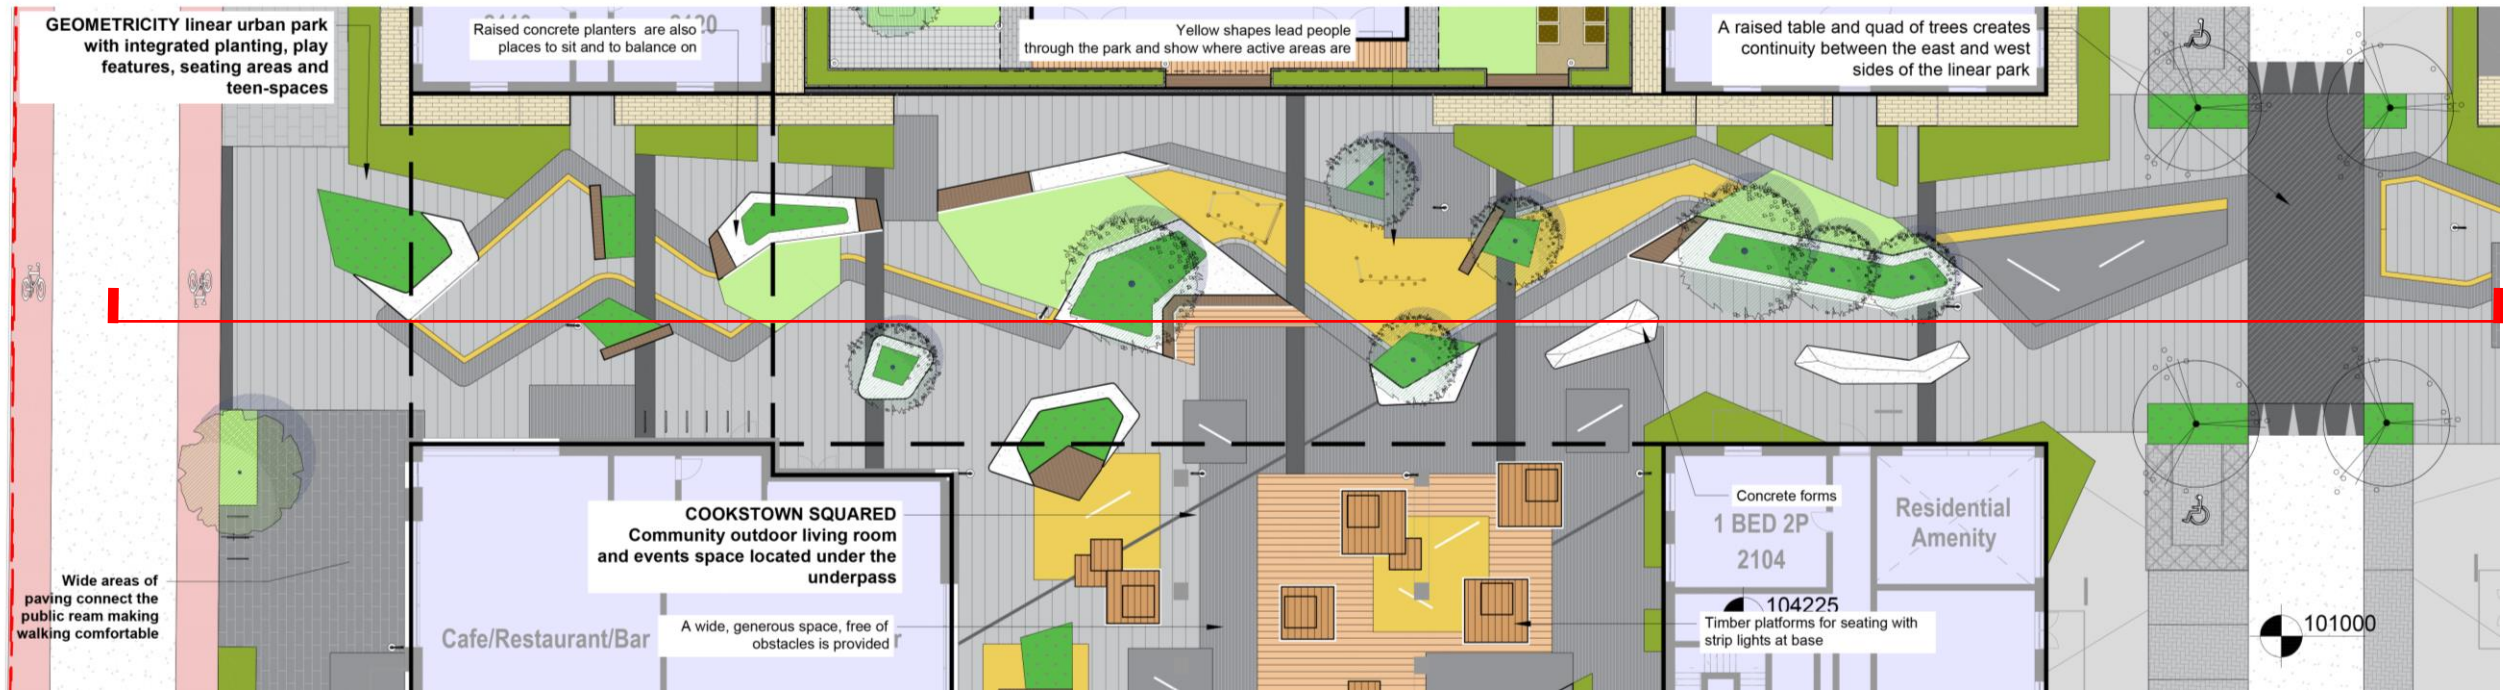 GEOMETRICITY linear urban park
with integrated planting, play
features, seating areas and
teen-spaces
Raised concrete planters are also
places to sit and to balance on
20
Yellow shapes lead people
through the park and show where active areas are
A raised table and quad of trees creates
continuity between the east and west
sides of the linear park
COOKSTOWN SQUARED
Community outdoor living room
and events space located under the
underpass
Concrete forms
1 BED 2P
2104
Residential
Amenity
Wide areas of
paving connect the
public ream making
walking comfortable
Cafe/Restaurant/Bar
A wide, generous space, free of
obstacles is provided
r
104225
Timber platforms for seating with
strip lights at base
101000